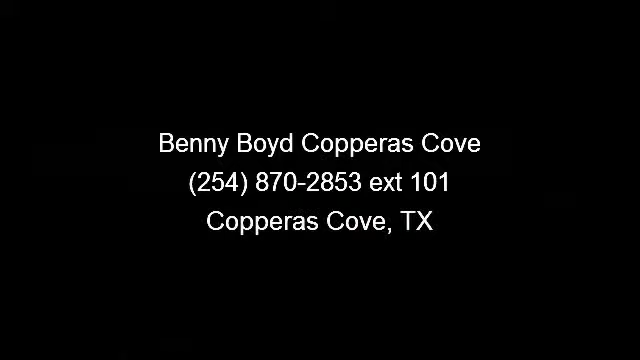 Benny Boyd Copperas Cove
(254) 870-2853 ext 101
Copperas Cove, TX